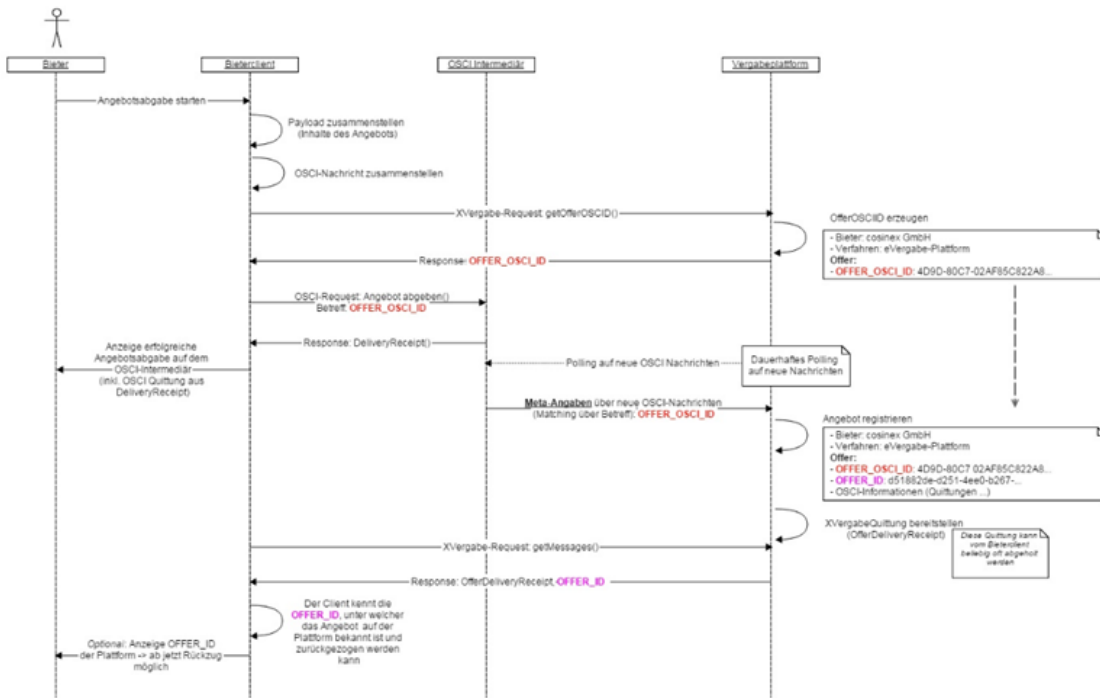 Bieter
Bieterclient
OSCI Intermediär
Vergabeplattform
Angebotsabgabe starten
Payload zusammenstellen
(Inhalte des Angebots)
OSCI-Nachricht zusammenstellen
XVergabe-Request: getOfferOSCIID()
OfferOSCIID erzeugen
- Bieter: cosinex GmbH
- Verfahren: eVergabe-Plattform
Offer:
- OFFER_OSCI_ID: 4D9D-80C7-02AF85C822A8...
Response: OFFER_OSCI_ID
OSCI-Request: Angebot abgeben()
Betreff: OFFER_OSCI_ID
Response: DeliveryReceipt()
Anzeige erfolgreiche
Angebotsabgabe auf dem
OSCI-Intermediär
(inkl. OSCI Quittung aus
DeliveryReceipt)
Polling auf neue OSCI Nachrichten
Dauerhaftes Polling
auf neue Nachrichten
Meta-Angaben über neue OSCI-Nachrichten
(Matching über Betreff): OFFER_OSCI_ID
Angebot registrieren
- Bieter: cosinex GmbH
- Verfahren: eVergabe-Plattform
Offer:
- OFFER_OSCI_ID: 4D9D-80C7 02AF85C822A8...
- OFFER_ID: d51882de-d251-4ee0-b267-...
- OSCI-Informationen (Quittungen ...)
XVergabeQuittung bereitstellen
(OfferDeliveryReceipt)
Diese Quittung kann
vom Bieterclient
beliebig oft abgeholt
werden
XVergabe-Request: getMessages()
Response: OfferDeliveryReceipt, OFFER_ID
Der Client kennt die
OFFER_ID, unter welcher
das Angebot auf der
Plattform bekannt ist und
zurückgezogen werden
kann
Optional: Anzeige OFFER_ID
der Plattform -> ab jetzt Rückzug
möglich